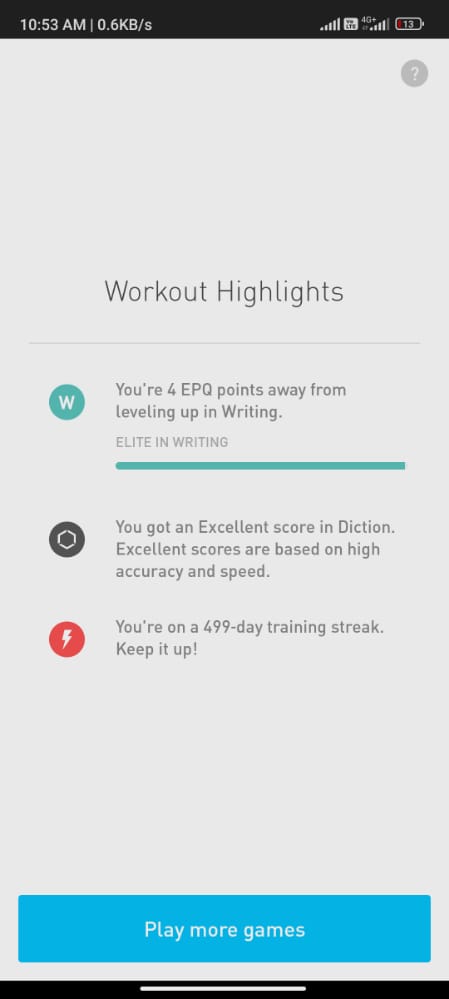 10:53 AM | 0.6KB/s
Vo LTE 4G+ 13
?
Workout Highlights
W
You're 4 EPQ points away from
leveling up in Writing.
ELITE IN WRITING
You got an Excellent score in Diction.
Excellent scores are based on high
accuracy and speed.
You're on a 499-day training streak.
Keep it up!
Play more games